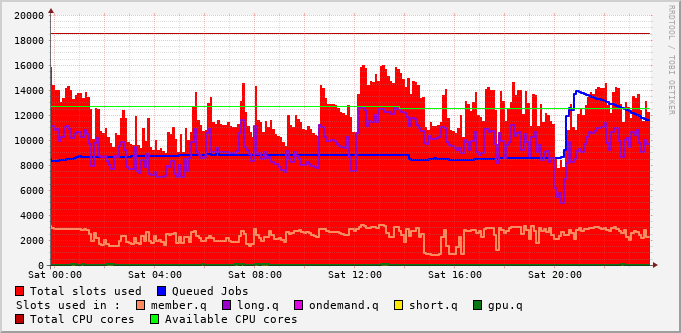 20000
18000
16000
14000
12000
10000
8000
6000
4000
2000
0
Sat 00:00 Sat 04:00 Sat 08:00 Sat 12:00 Sat 16:00 Sat 20:00
Total slots used Queued Jobs
Slots used in : member.q long.q ondemand.q short.q gpu.q
Total CPU cores Available CPU cores
RRDTOOL / TOBI OETIKER